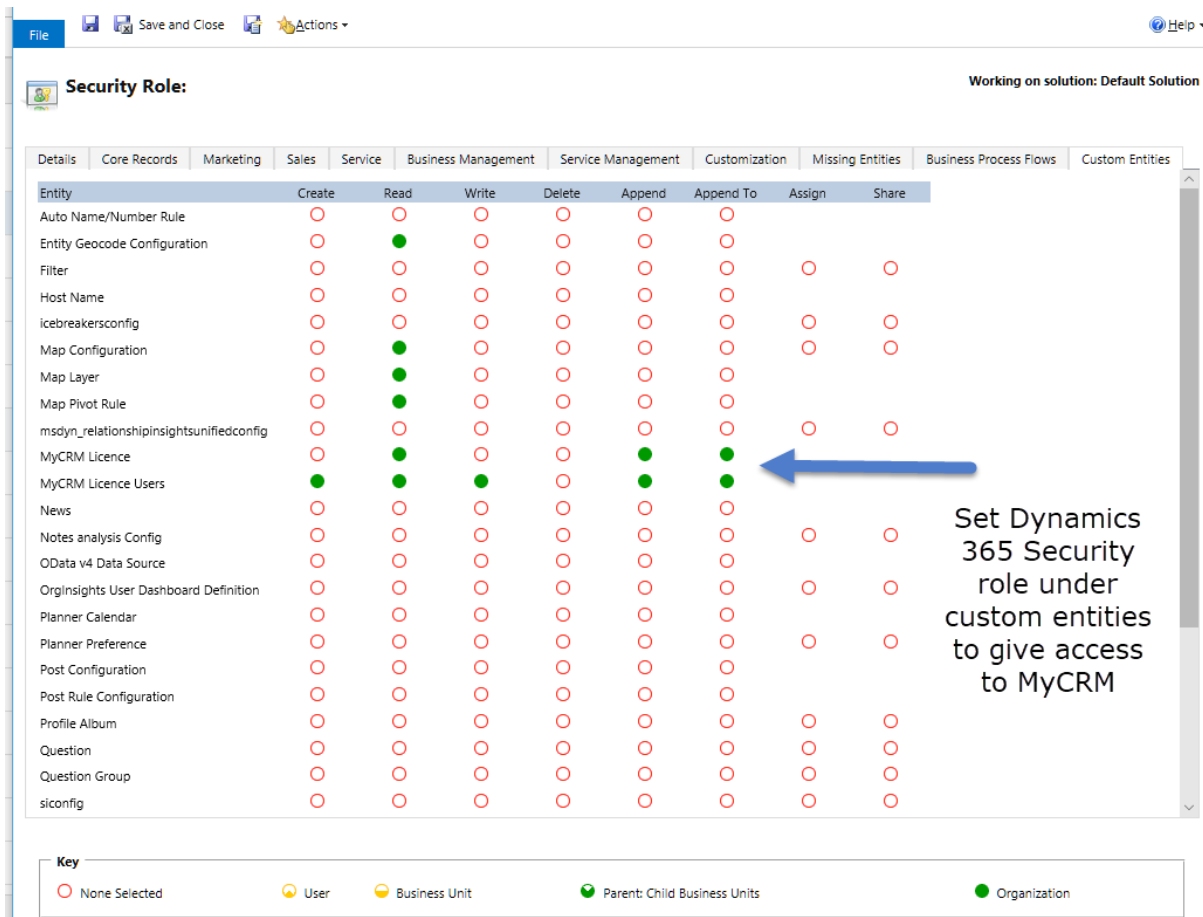 File
Save and Close
Actions
Help
Security Role:
Working on solution: Default Solution
Details Core Records Marketing Sales Service Business Management Service Management Customization Missing Entities Business Process Flows Custom Entities
Entity Create Read Write Delete Append Append To Assign Share
Auto Name/Number Rule
Entity Geocode Configuration
Filter
Host Name
icebreakersconfig
Map Configuration
Map Layer
Map Pivot Rule
msdyn_relationshipinsightsunifiedconfig
MyCRM Licence
MyCRM Licence Users
News
Notes analysis Config
OData v4 Data Source
OrgInsights User Dashboard Definition
Planner Calendar
Planner Preference
Post Configuration
Post Rule Configuration
Profile Album
Question
Question Group
siconfig
Set Dynamics
365 Security
role under
custom entities
to give access
to MyCRM
Key
None Selected User Business Unit Parent: Child Business Units Organization